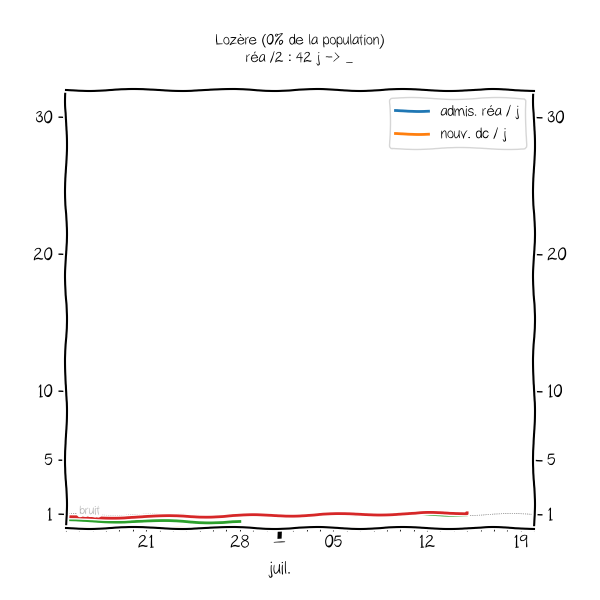 Lozère (0% de la population)
réa /2 : 42 j -> _
admis. réa / j
nouv. dc / j
30
30
20
20
10
10
5
5
bruit
1
1
21
28
05
12
19
juil.